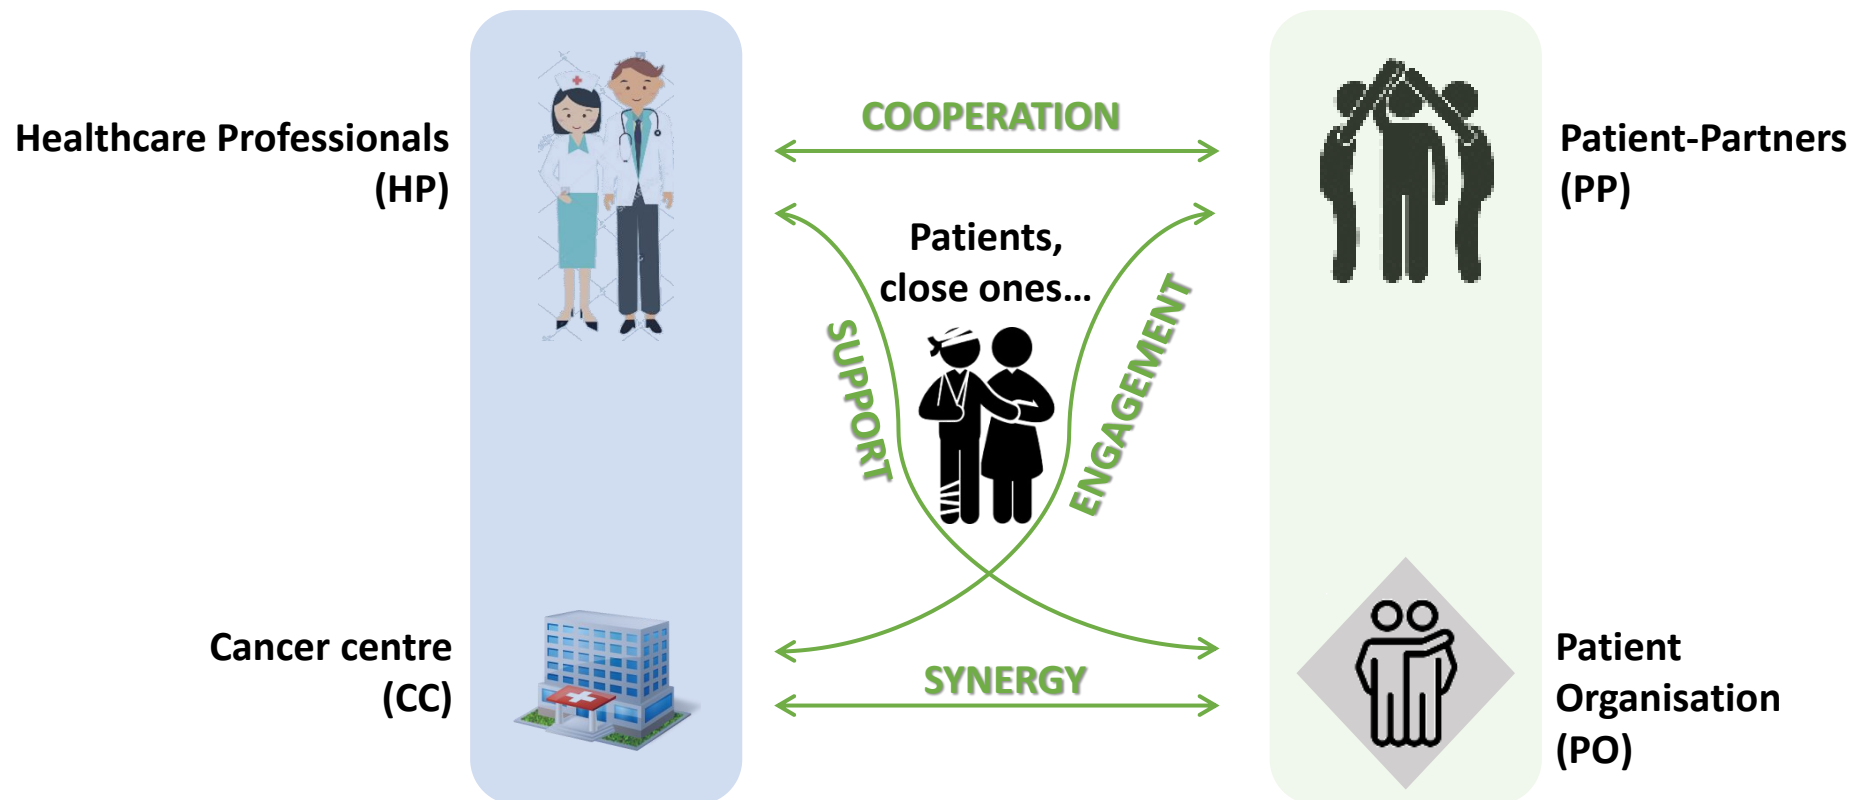 Healthcare Professionals
(HP)
COOPERATION
Patient-Partners
(PP)
Patients,
close ones...
SUPPORT
ENGAGEMENT
Cancer centre
(CC)
SYNERGY
Patient
Organisation
(PO)